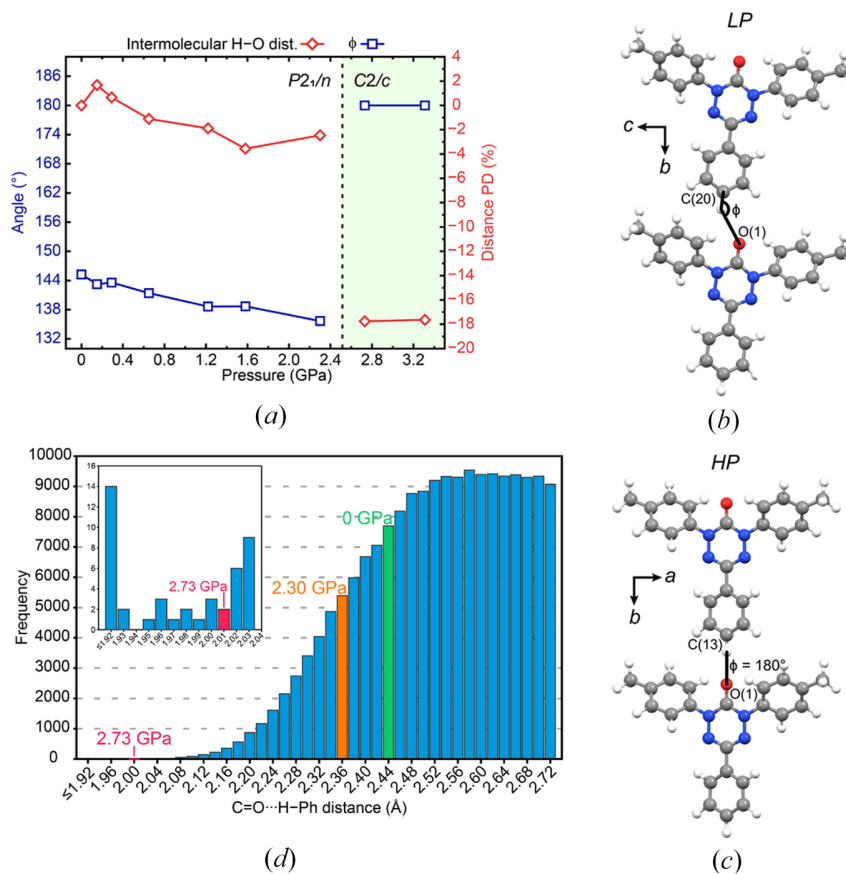 Intermolecular H−O dist. ϕ
P2₁/n C2/c
Angle (°)
186
180
174
168
162
156
150
144
138
132
4
2
0
−2
−4
−6
−8
−10
−12
−14
−16
−18
−20
Distance PD (%)
0 0.4 0.8 1.2 1.6 2.0 2.4 2.8 3.2
Pressure (GPa)
(a)
LP
c
b
C(20)
ϕ
O(1)
(b)
Frequency
10000
9000
8000
7000
6000
5000
4000
3000
2000
1000
0
16
14
12
10
8
6
4
2
0
2.73 GPa
≤1.92 1.93 1.94 1.95 1.96 1.97 1.98 1.99 2.00 2.01 2.02 2.03 2.04
0 GPa
2.30 GPa
2.73 GPa
≤1.92 1.96 2.00 2.04 2.08 2.12 2.16 2.20 2.24 2.28 2.32 2.36 2.40 2.44 2.48 2.52 2.56 2.60 2.64 2.68 2.72
C=O···H−Ph distance (Å)
(d)
HP
a
b
C(13)
ϕ = 180°
O(1)
(c)